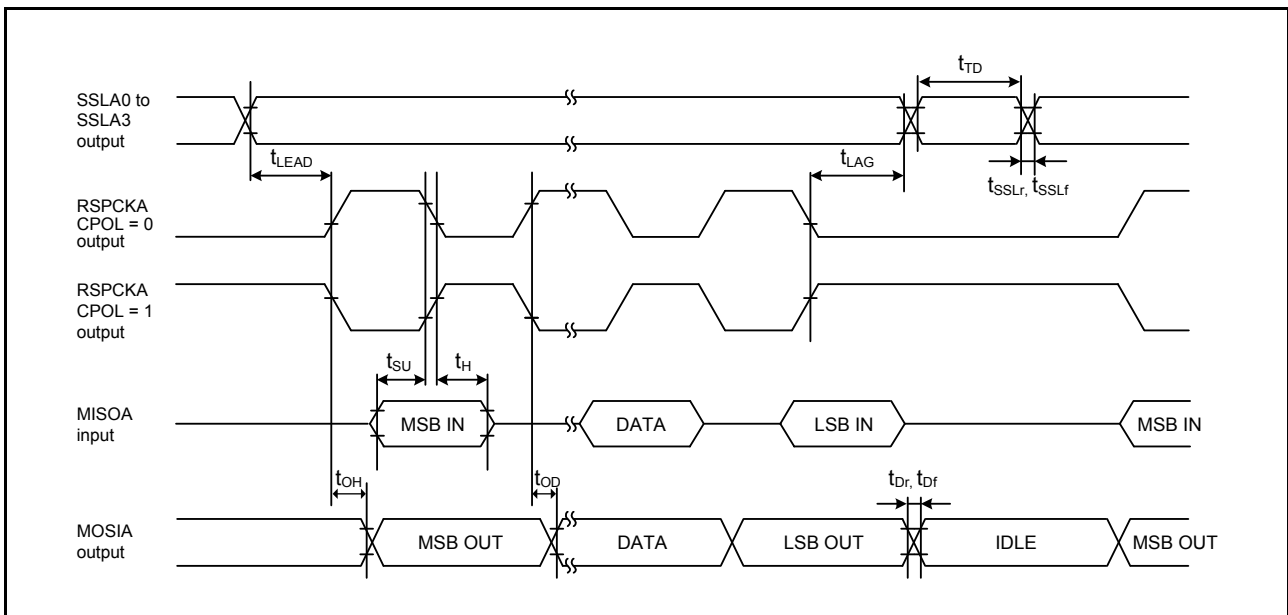 tTD
SSLA0 to
SSLA3
output
tLEAD
tLAG
tSSLr, tSSLf
RSPCKA
CPOL = 0
output
RSPCKA
CPOL = 1
output
tSU
tH
MISOA
input
MSB IN
DATA
LSB IN
MSB IN
tOH
tOD
tDr, tDf
MOSIA
output
MSB OUT
DATA
LSB OUT
IDLE
MSB OUT